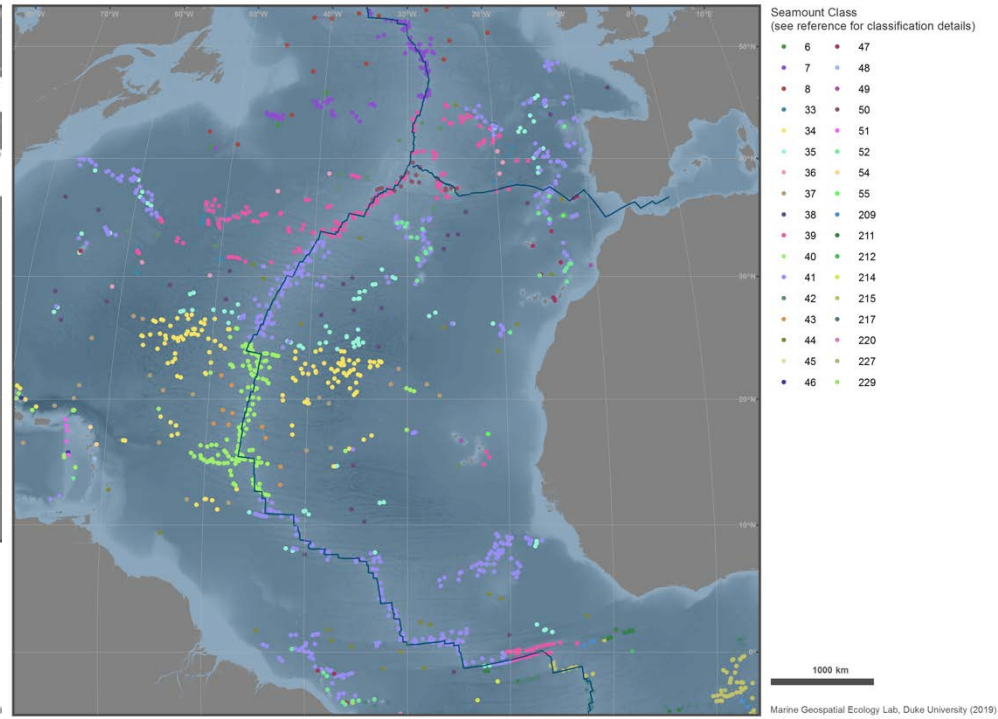 70°W
60°W
50°W
40°W
30°W
20°W
10°W
0°
10°E
50°N
30°N
20°N
10°N
0°
Seamount Class
(see reference for classification details)
6 47
7 48
8 49
33 50
34 51
35 52
36 54
37 55
38 209
39 211
40 212
41 214
42 215
43 217
44 220
45 227
46 229
1000 km
Marine Geospatial Ecology Lab, Duke University (2019)